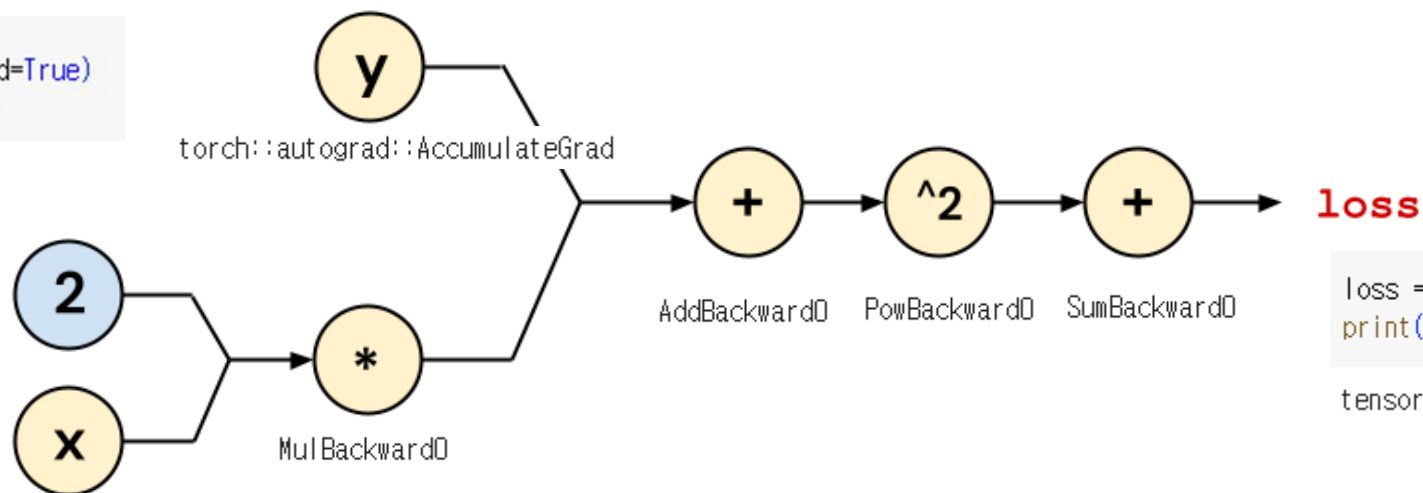 d=True)
y
torch::autograd::AccumulateGrad
2
x
*
MulBackward0
+
AddBackward0
^2
PowBackward0
+
SumBackward0
loss
loss =
print(
tensor